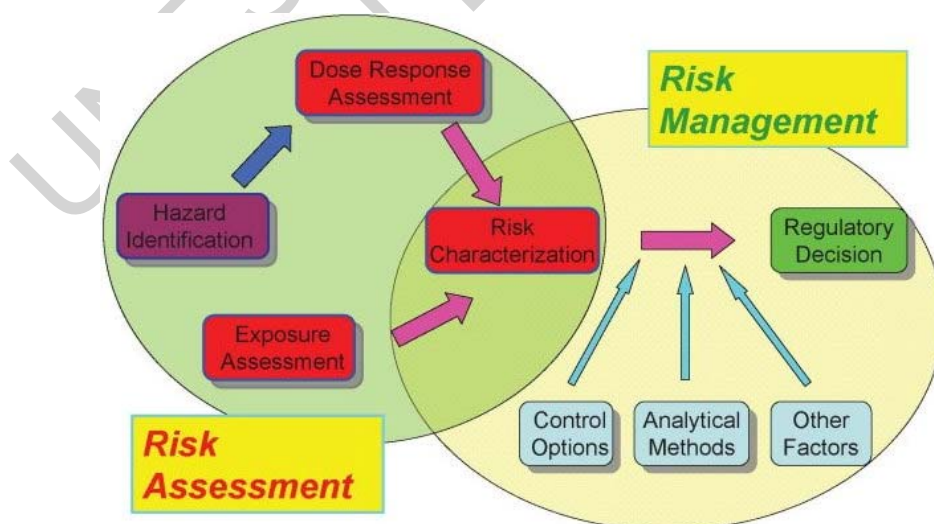 Dose Response
Assessment
Risk
Management
Hazard
Identification
Risk
Characterization
Regulatory
Decision
Exposure
Assessment
Control
Options
Analytical
Methods
Other
Factors
Risk
Assessment